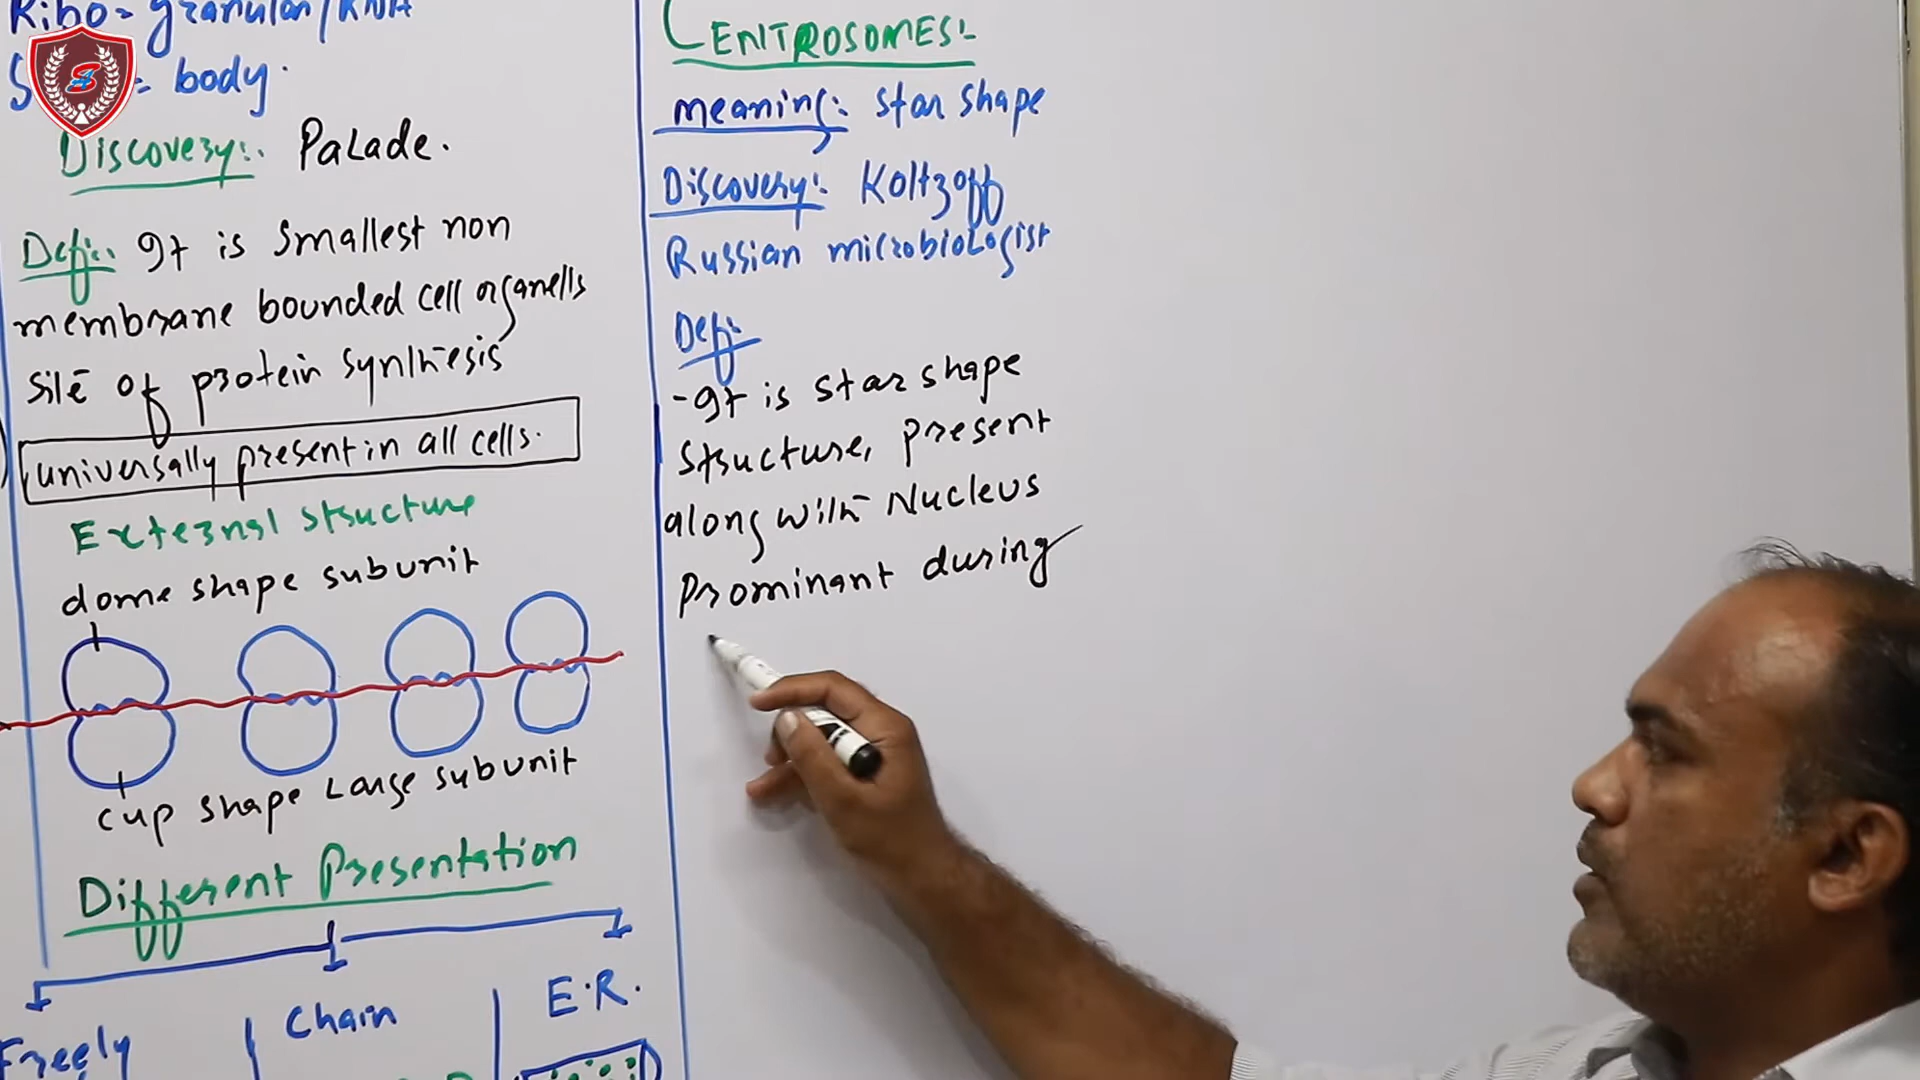 Ribo = granular/RNA
= body.
Discovery:. Palade.
Def:. It is smallest non
membrane bounded cell organells
site of protein synthesis
universally present in all cells.
External structure
dome shape subunit
cup shape Large subunit
Different Presentation
Freely
Chain
E.R.
CENTROSOMES:-
meaning:- star shape
Discovery:- Koltzoff
Russian microbiologist
Def:-
- It is star shape
structure, present
along with Nucleus
Prominant during